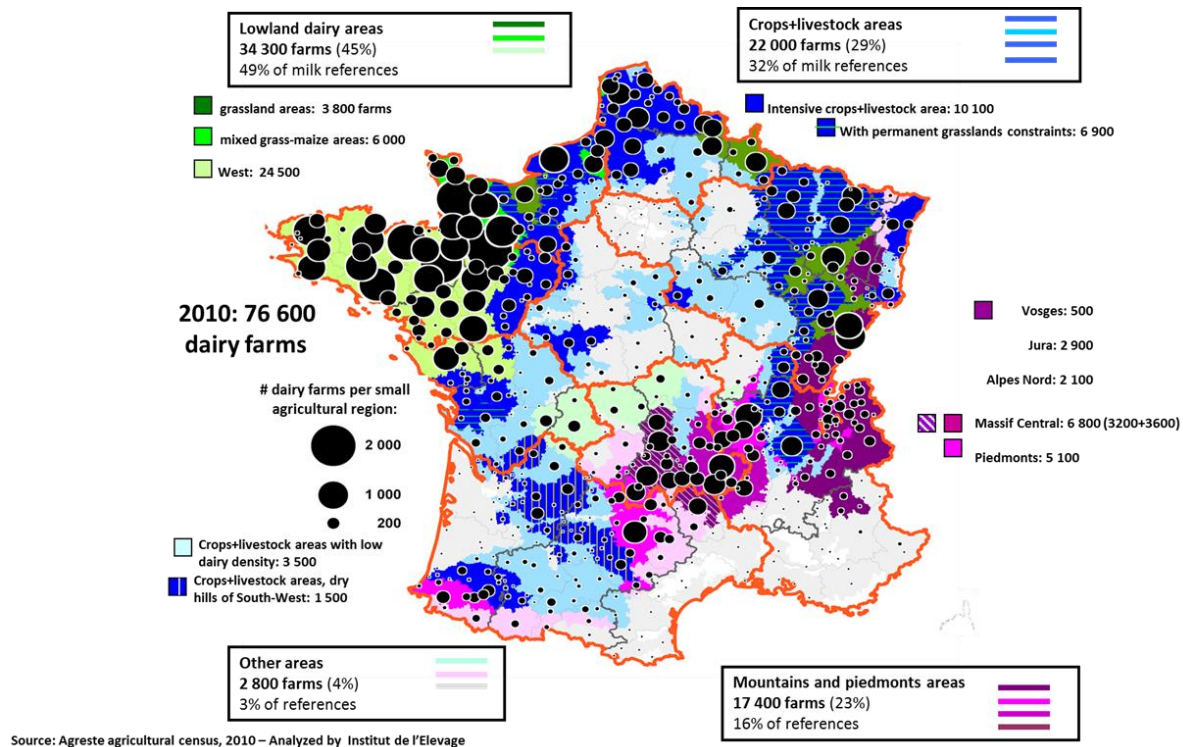 Lowland dairy areas
34 300 farms (45%)
49% of milk references
Crops+livestock areas
22 000 farms (29%)
32% of milk references
grassland areas: 3 800 farms
mixed grass-maize areas: 6 000
West: 24 500
Intensive crops+livestock area: 10 100
With permanent grasslands constraints: 6 900
2010: 76 600
dairy farms
# dairy farms per small
agricultural region:
2 000
1 000
200
Crops+livestock areas with low
dairy density: 3 500
Crops+livestock areas, dry
hills of South-West: 1 500
Vosges: 500
Jura: 2 900
Alpes Nord: 2 100
Massif Central: 6 800 (3200+3600)
Piedmonts: 5 100
Other areas
2 800 farms (4%)
3% of references
Mountains and piedmonts areas
17 400 farms (23%)
16% of references
Source: Agreste agricultural census, 2010 – Analyzed by Institut de l'Elevage